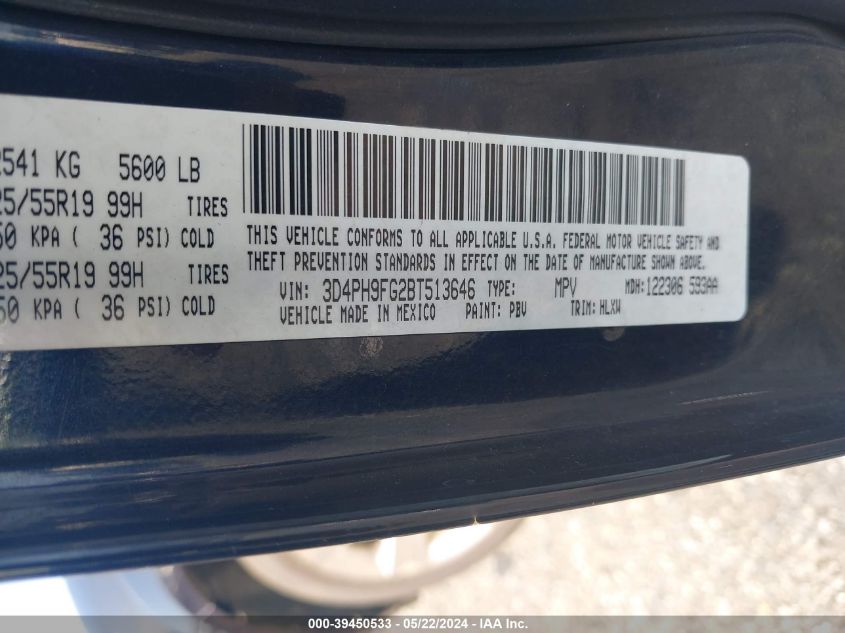 2541 KG 5600 LB
25/55R19 99H TIRES
50 KPA ( 36 PSI) COLD
25/55R19 99H TIRES
50 KPA ( 36 PSI) COLD
THIS VEHICLE CONFORMS TO ALL APPLICABLE U.S.A. FEDERAL MOTOR VEHICLE SAFETY AND
THEFT PREVENTION STANDARDS IN EFFECT ON THE DATE OF MANUFACTURE SHOWN ABOVE.
VIN: 3D4PH9FG2BT513646 TYPE: MPV MDH:122306 593AA
VEHICLE MADE IN MEXICO PAINT: PBV TRIM: HLXW
000-39450533 - 05/22/2024 - IAA Inc.